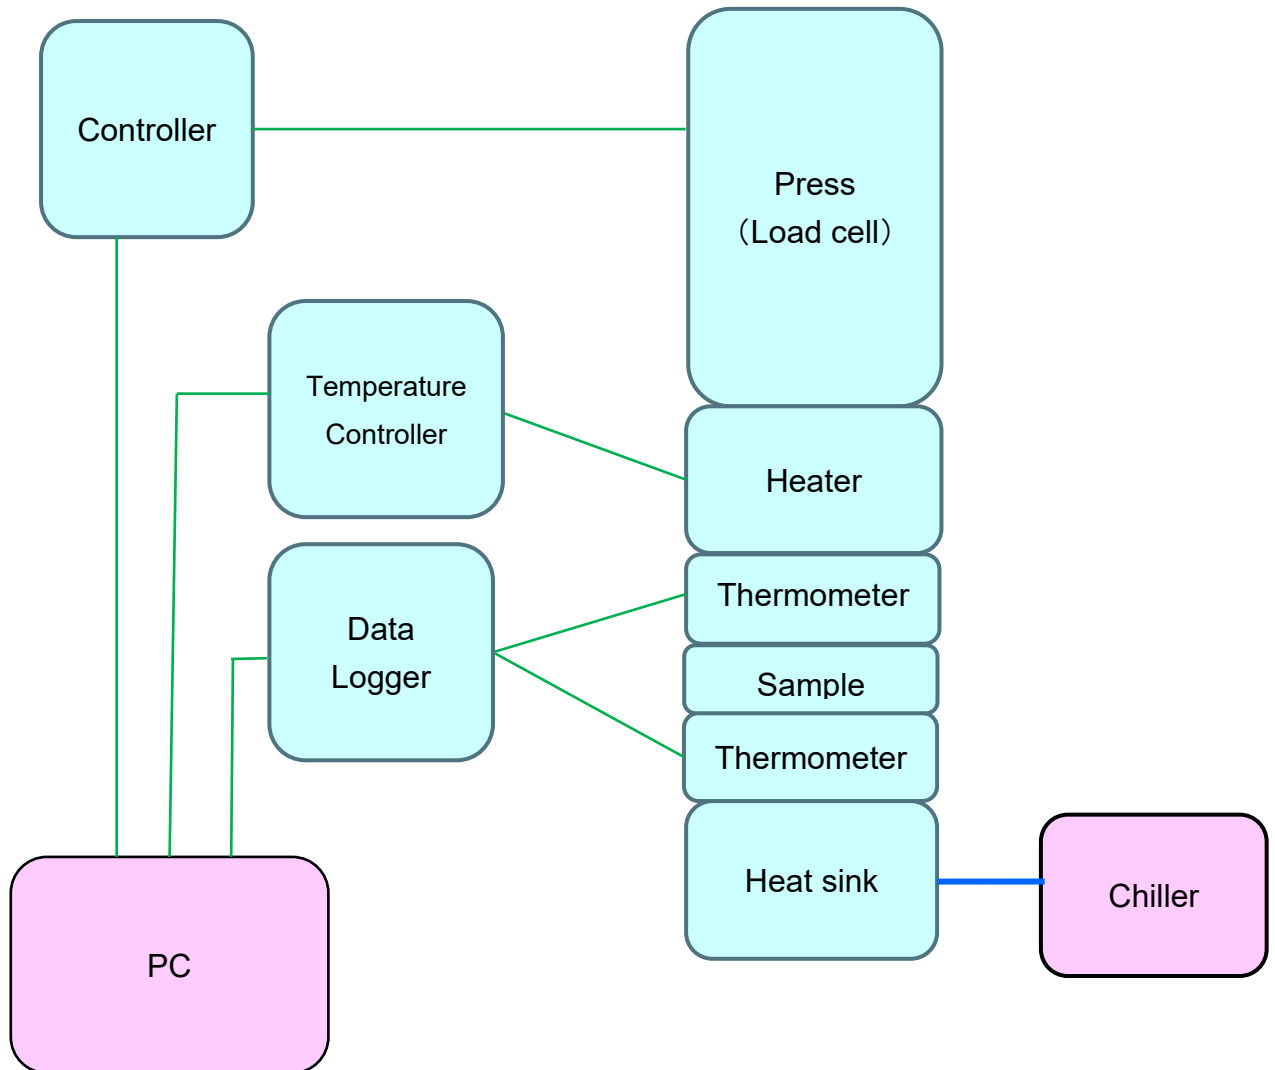 Controller
Press
（Load cell）
Temperature
Controller
Heater
Thermometer
Data
Logger
Sample
Thermometer
Heat sink
Chiller
PC